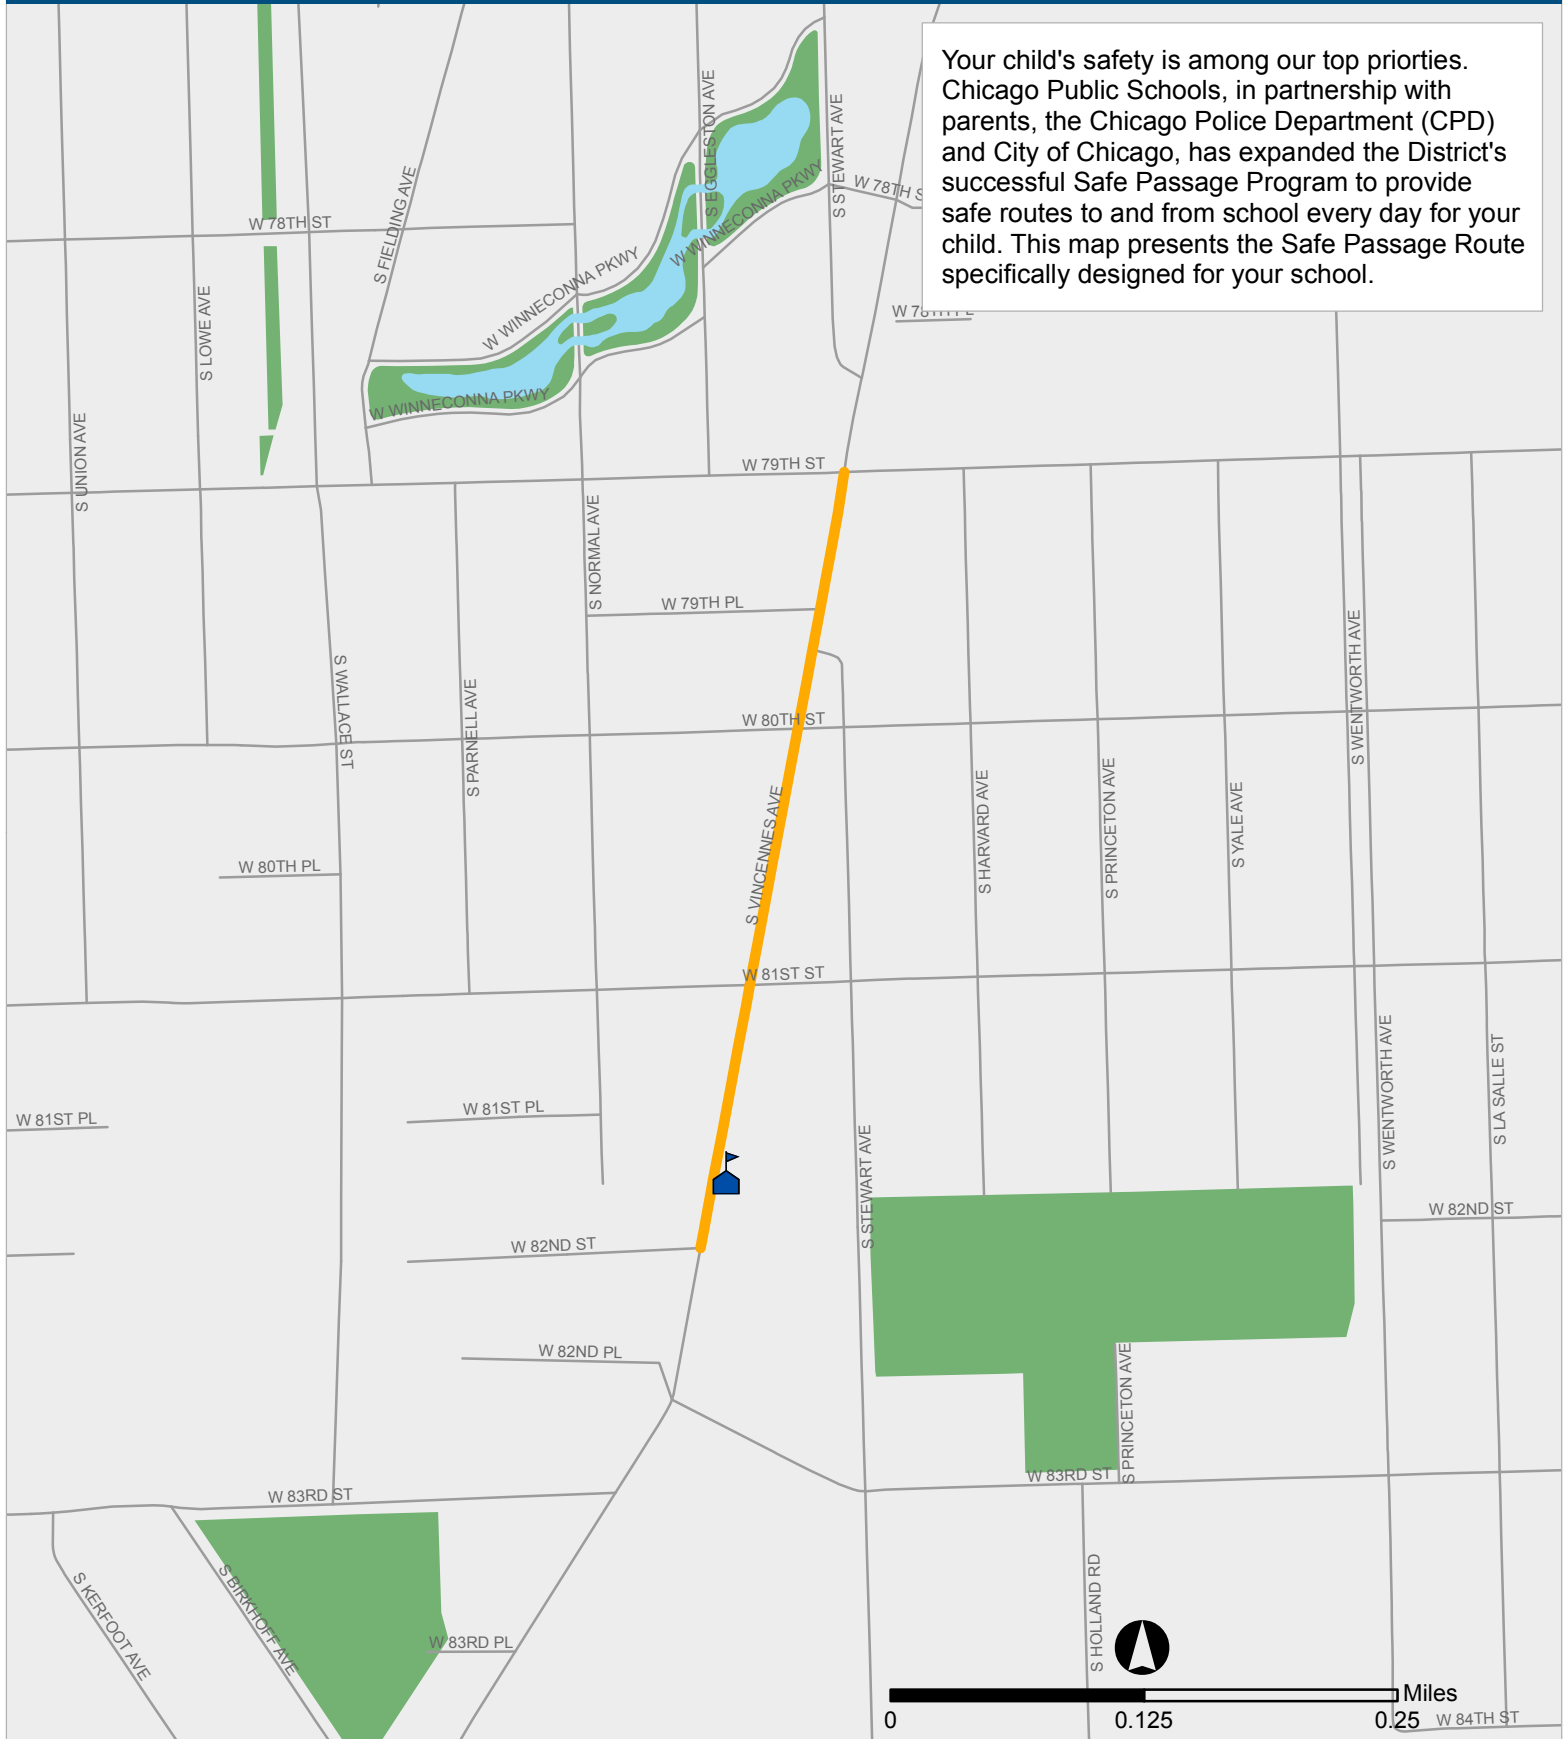 Your child's safety is among our top priorties.
Chicago Public Schools, in partnership with
parents, the Chicago Police Department (CPD)
and City of Chicago, has expanded the District's
successful Safe Passage Program to provide
safe routes to and from school every day for your
child. This map presents the Safe Passage Route
specifically designed for your school.
S EGGLESTON AVE
S STEWART AVE
W 78TH S
W 78TH ST
S FIELDING AVE
W WINNECONNA PKWY
W WINNECONNA PKWY
W WINNECONNA PKWY
S LOWE AVE
S UNION AVE
W 79TH ST
S NORMAL AVE
W 79TH PL
S WALLACE ST
S PARNELL AVE
S WENTWORTH AVE
W 80TH ST
S VINCENNES AVE
S HARVARD AVE
S PRINCETON AVE
S YALE AVE
W 80TH PL
W 81ST ST
W 81ST PL
W 81ST PL
S STEWART AVE
S WENTWORTH AVE
S LA SALLE ST
W 82ND ST
W 82ND ST
W 82ND PL
S PRINCETON AVE
W 83RD ST
W 83RD ST
S KERFOOT AVE
S BIRKHOFF AVE
W 83RD PL
S HOLLAND RD
Miles
0
0.125
0.25
W 84TH ST